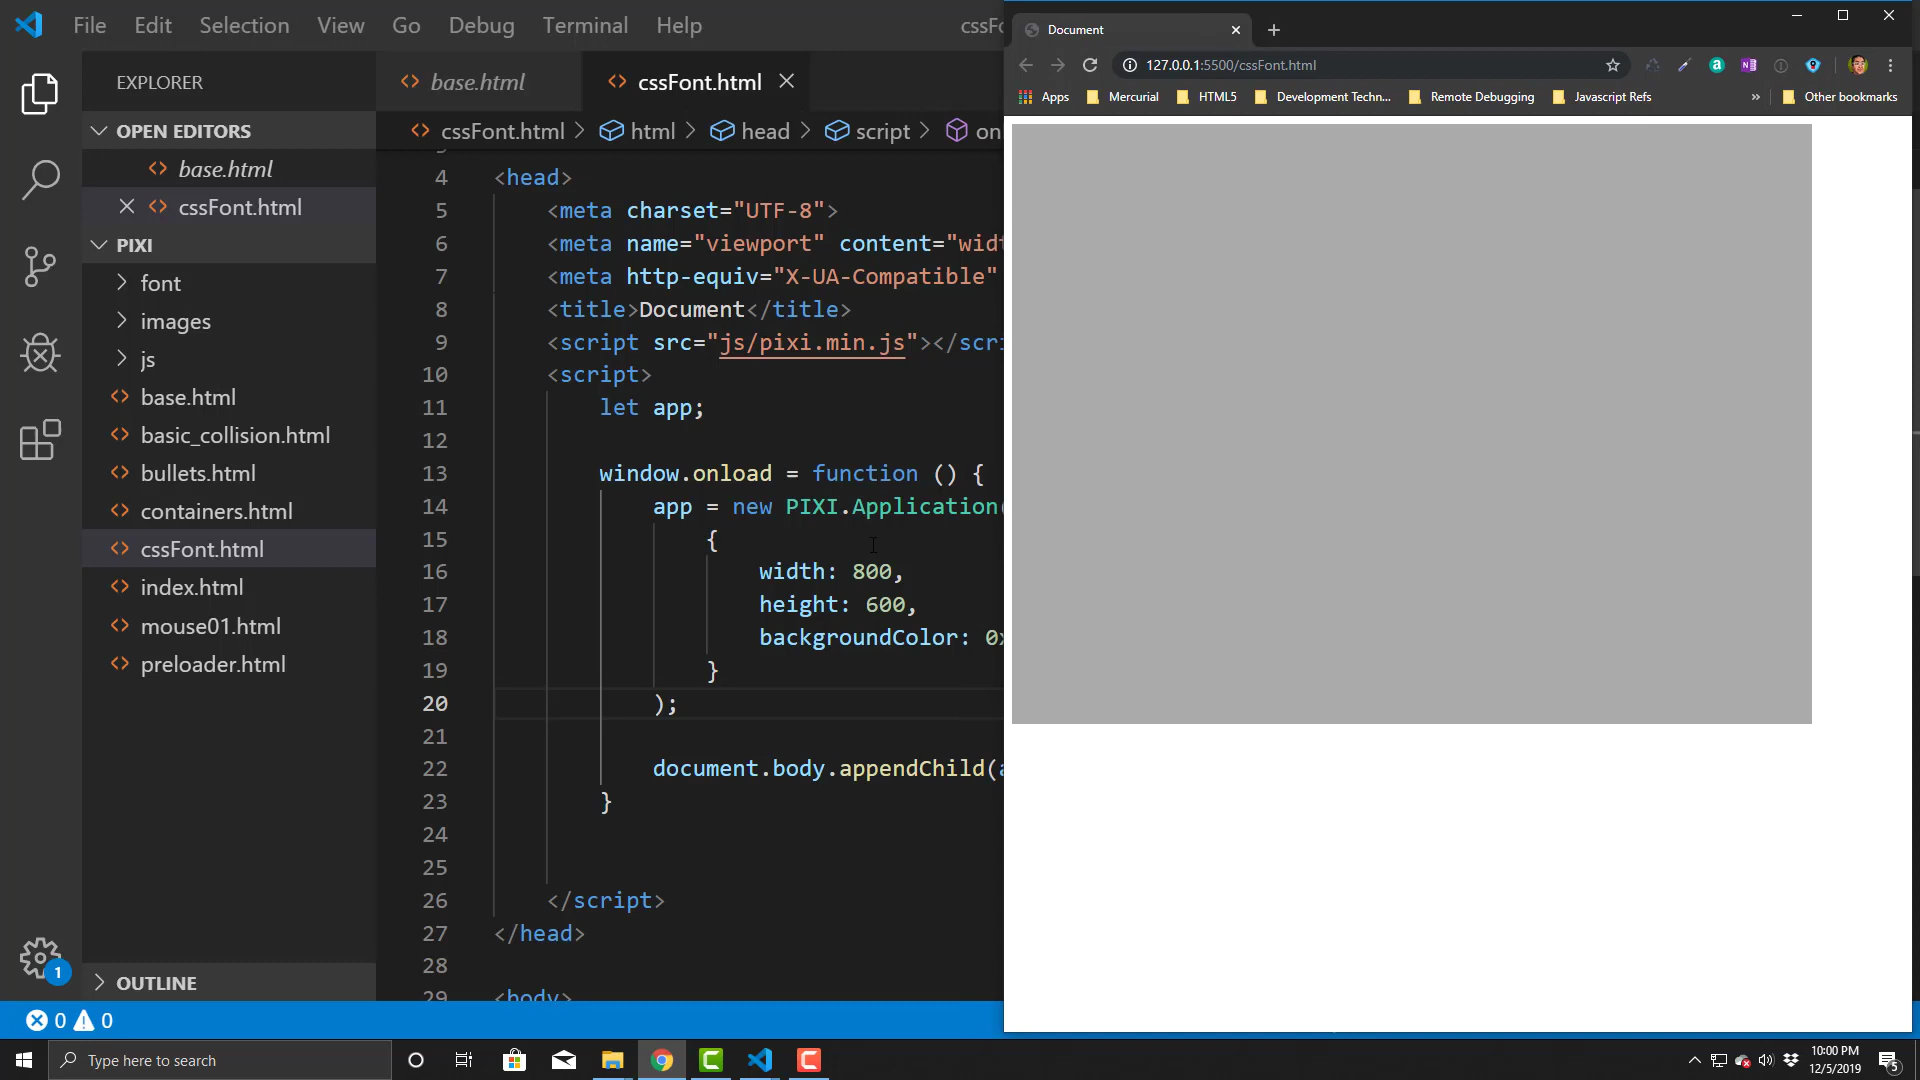 File Edit Selection View Go Debug Terminal Help cssFo
EXPLORER
OPEN EDITORS
base.html
cssFont.html
PIXI
font
images
js
base.html
basic_collision.html
bullets.html
containers.html
cssFont.html
index.html
mouse01.html
preloader.html
OUTLINE
base.html cssFont.html
cssFont.html > html > head > script > on
4 <head>
5 <meta charset="UTF-8">
6 <meta name="viewport" content="widt
7 <meta http-equiv="X-UA-Compatible"
8 <title>Document</title>
9 <script src="js/pixi.min.js"></scri
10 <script>
11 let app;
12
13 window.onload = function () {
14 app = new PIXI.Application(
15 {
16 width: 800,
17 height: 600,
18 backgroundColor: 0x
19 }
20 );
21
22 document.body.appendChild(a
23 }
24
25
26 </script>
27 </head>
28
29 <body>
0 0
1
Document
127.0.0.1:5500/cssFont.html
Apps Mercurial HTML5 Development Techn... Remote Debugging Javascript Refs » Other bookmarks
Type here to search
10:00 PM
12/5/2019
5